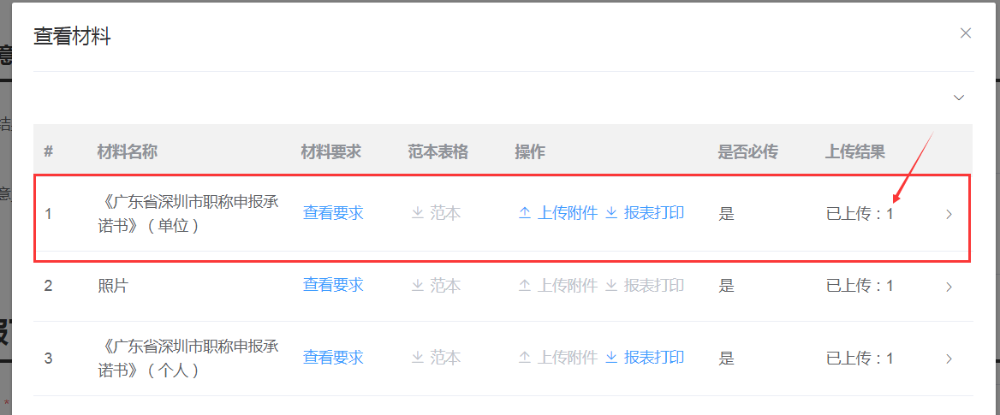 查看材料
# 材料名称 材料要求 范本表格 操作 是否必传 上传结果
《广东省深圳市职称申报承
1 诺书》（单位） 查看要求 范本 上传附件 报表打印 是 已上传：1
2 照片 查看要求 范本 上传附件 报表打印 是 已上传：1
《广东省深圳市职称申报承
3 诺书》（个人） 查看要求 范本 上传附件 报表打印 是 已上传：1
*